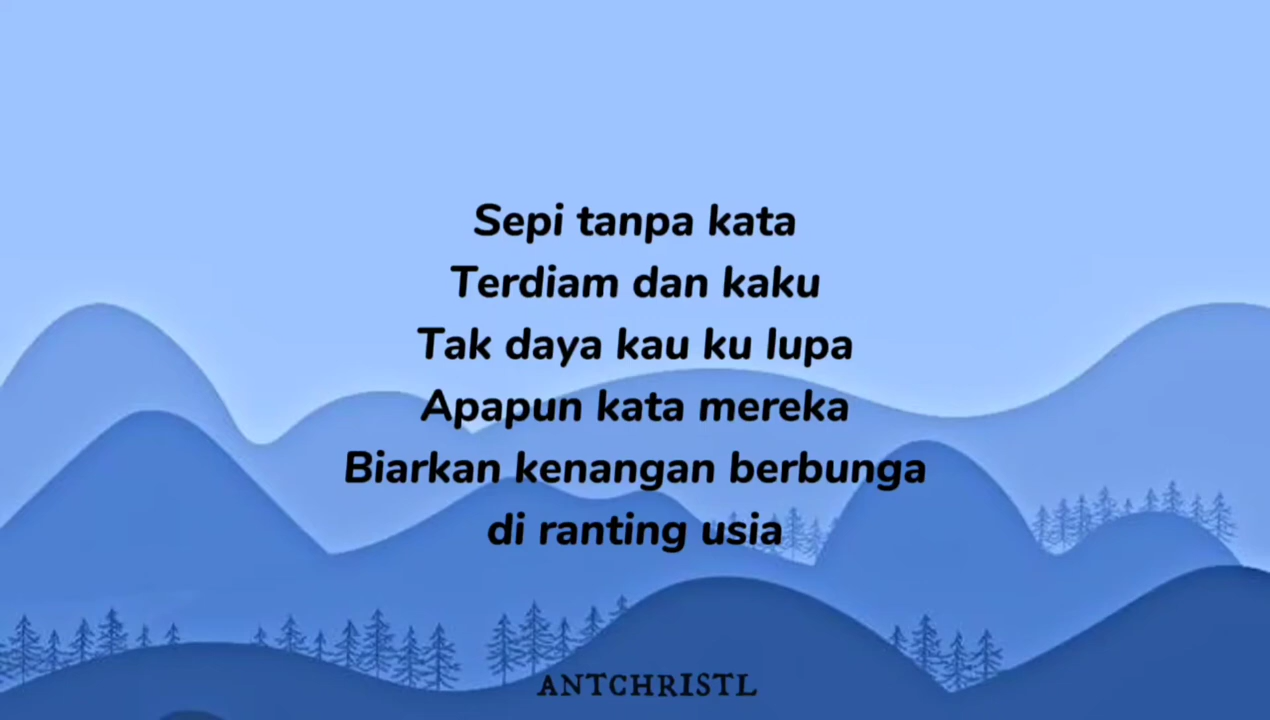 Sepi tanpa kata
Terdiam dan kaku
Tak daya kau ku lupa
Apapun kata mereka
Biarkan kenangan berbunga
di ranting usia
ANTCHRISTL